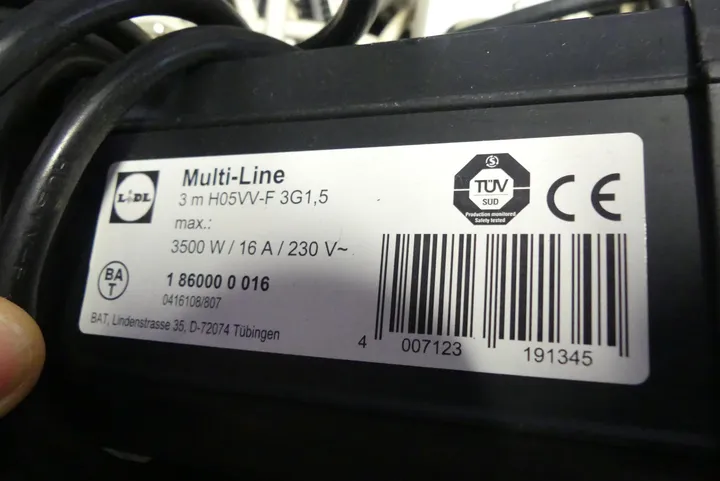 LIDL
Multi-Line
3 m H05VV-F 3G1,5
max.:
3500 W / 16 A / 230 V~
BAT
1 86000 0 016
0416108/807
BAT, Lindenstrasse 35, D-72074 Tübingen
S
TÜV
SÜD
Production monitored
Safety tested
CE
4 007123 191345